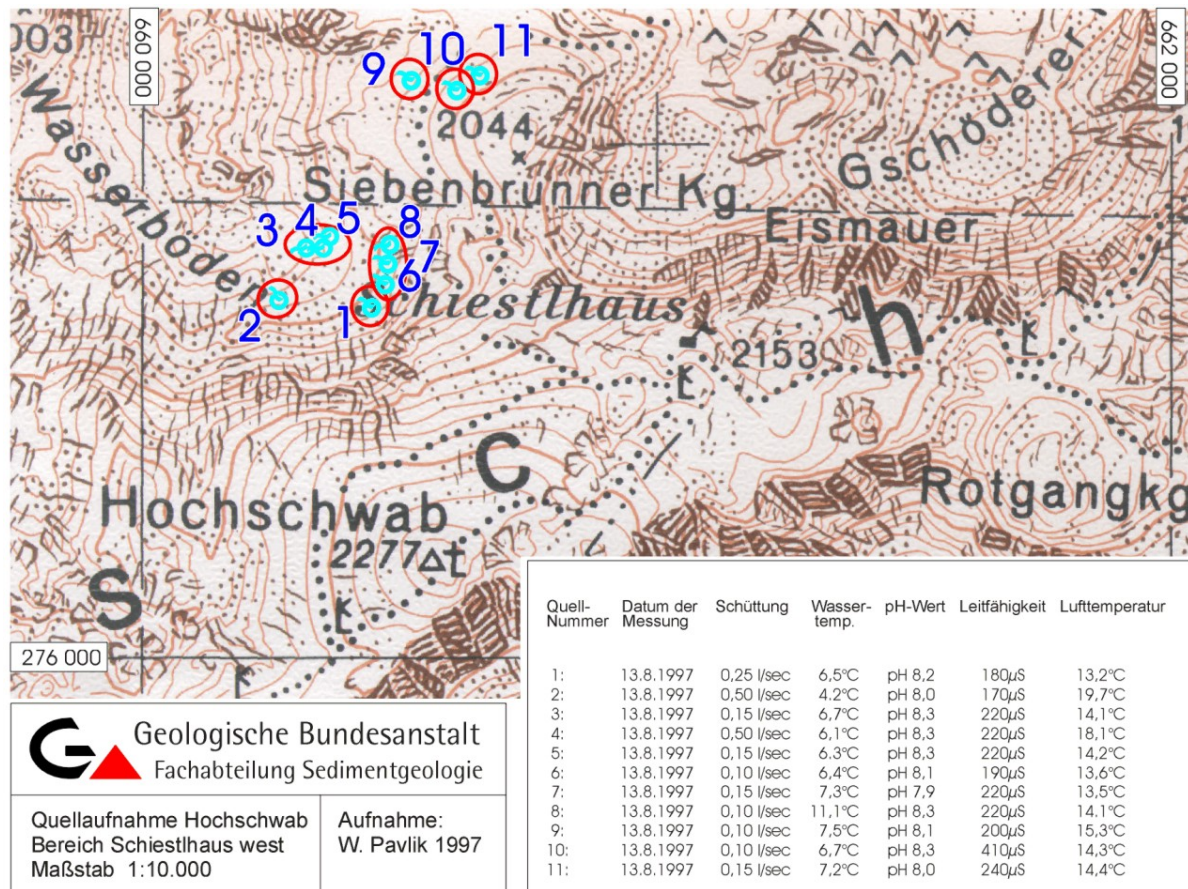 003
660 000
662 000
9 10 11
2044
Wasserböden
Siebenbrunner Kg.
Gschöderer
Eismauer
3 4 5
8
7
6
2
1
Schiestlhaus
2153
h
c
Hochschwab
2277 t
Rotgangkg
S
276 000
Quell-Nummer Datum der Messung Schüttung Wasser-temp. pH-Wert Leitfähigkeit Lufttemperatur
1: 13.8.1997 0,25 l/sec 6,5°C pH 8,2 180µS 13,2°C
2: 13.8.1997 0,50 l/sec 4.2°C pH 8,0 170µS 19,7°C
3: 13.8.1997 0,15 l/sec 6,7°C pH 8,3 220µS 14,1°C
4: 13.8.1997 0,50 l/sec 6,1°C pH 8,3 220µS 18,1°C
5: 13.8.1997 0,15 l/sec 6.3°C pH 8,3 220µS 14,2°C
6: 13.8.1997 0,10 l/sec 6,4°C pH 8,1 190µS 13,6°C
7: 13.8.1997 0,15 l/sec 7,3°C pH 7,9 220µS 13,5°C
8: 13.8.1997 0,10 l/sec 11,1°C pH 8,3 220µS 14.1°C
9: 13.8.1997 0,10 l/sec 7,5°C pH 8,1 200µS 15,3°C
10: 13.8.1997 0,10 l/sec 6,7°C pH 8,3 410µS 14,3°C
11: 13.8.1997 0,15 l/sec 7,2°C pH 8,0 240µS 14,4°C
Geologische Bundesanstalt
Fachabteilung Sedimentgeologie
Quellaufnahme Hochschwab
Bereich Schiestlhaus west
Maßstab 1:10.000
Aufnahme:
W. Pavlik 1997